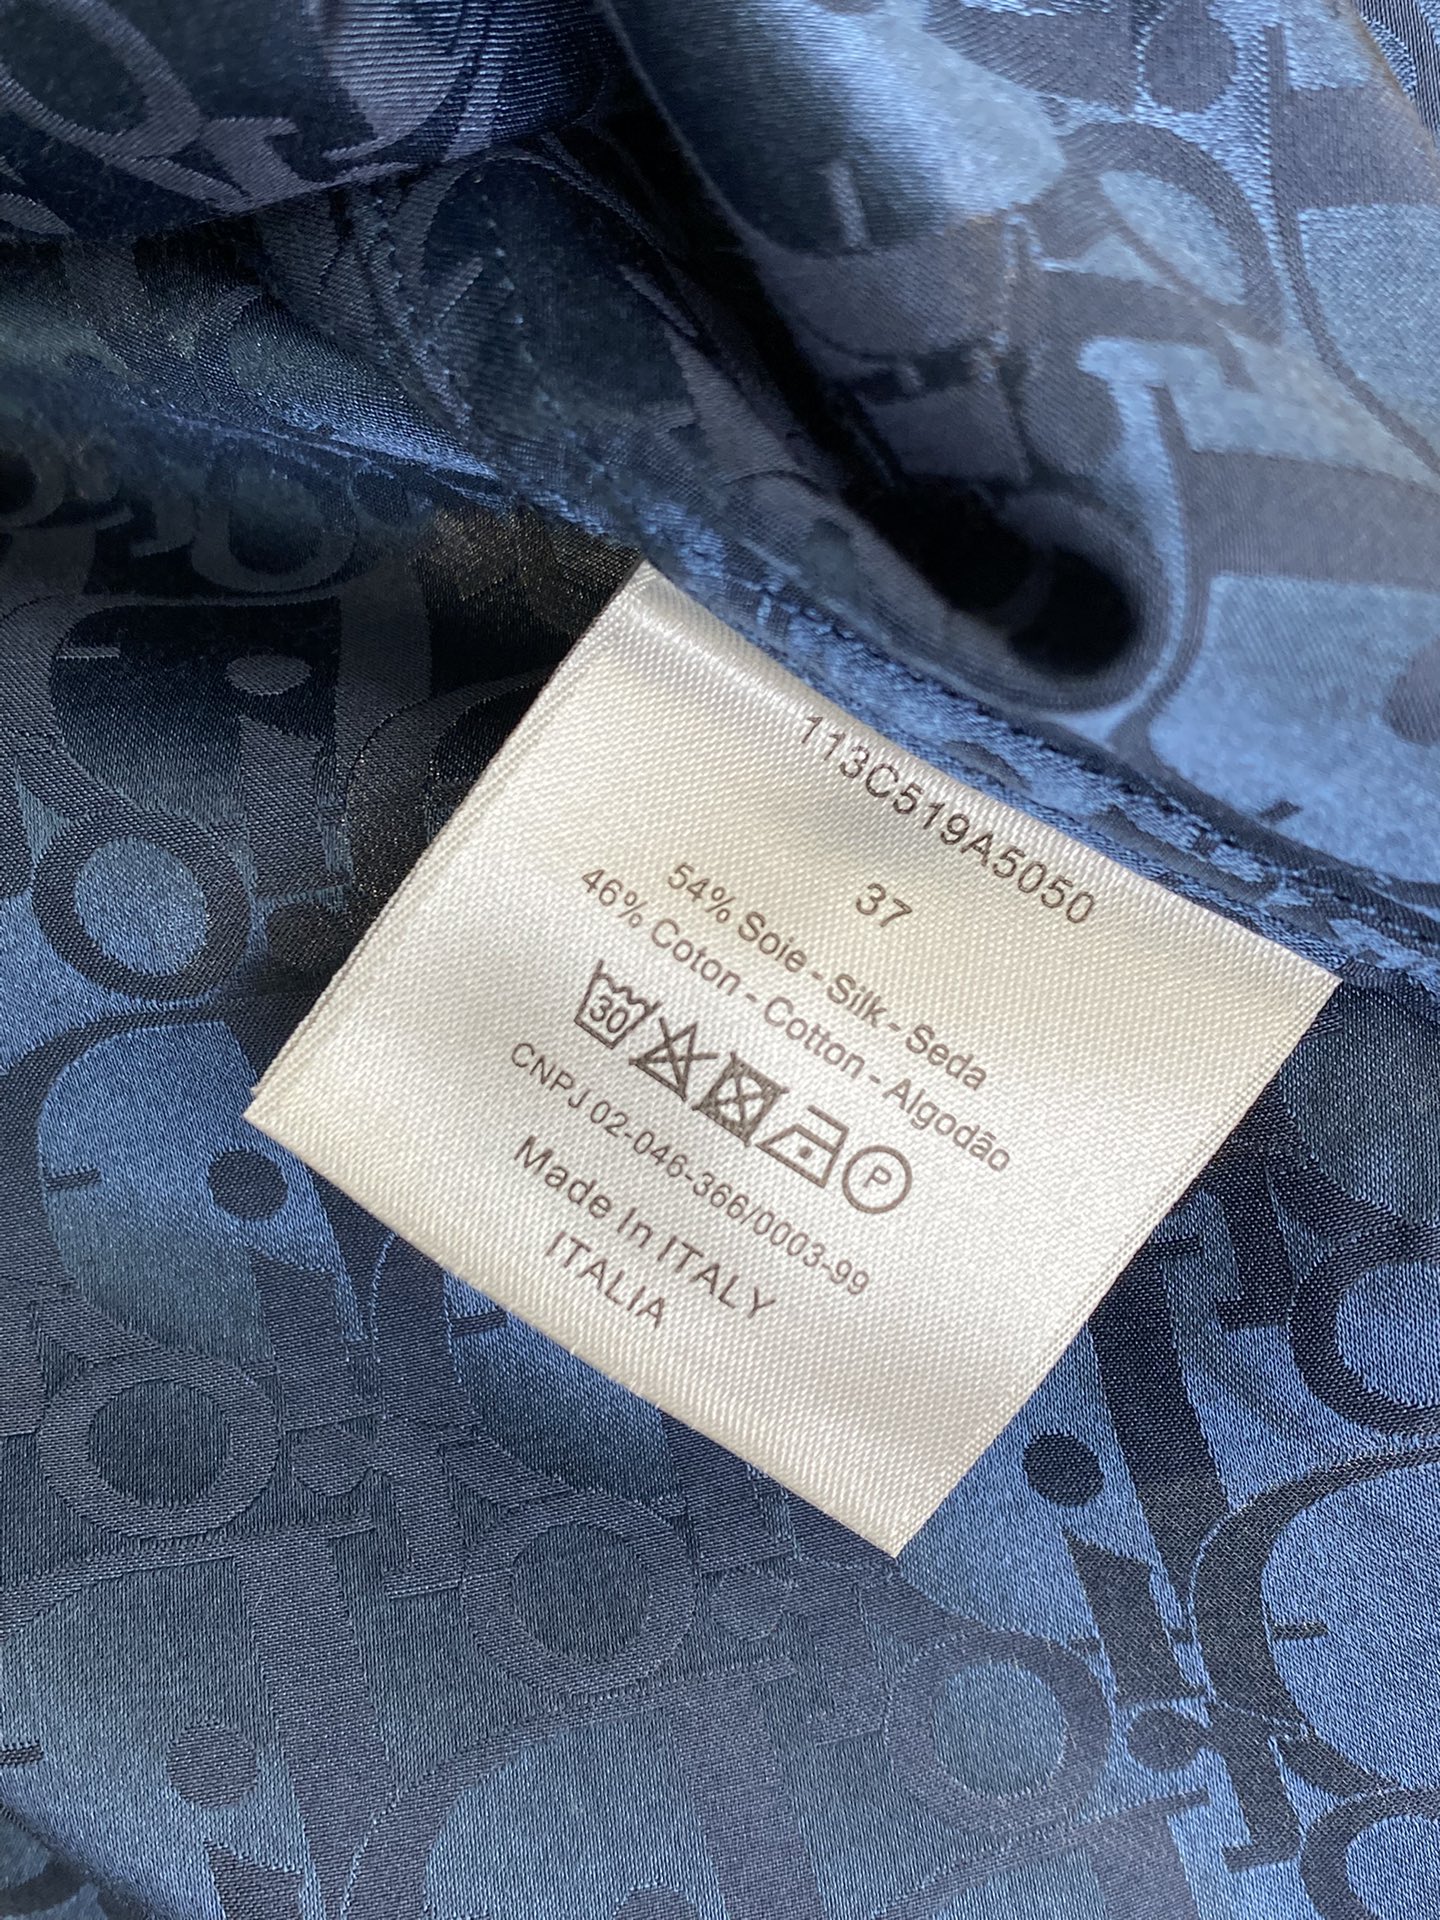 113C519A5050
37
54% Soie - Silk - Seda
46% Coton - Cotton - Algodão
30
P
CNPJ 02-046-366/0003-99
Made In ITALY
ITALIA